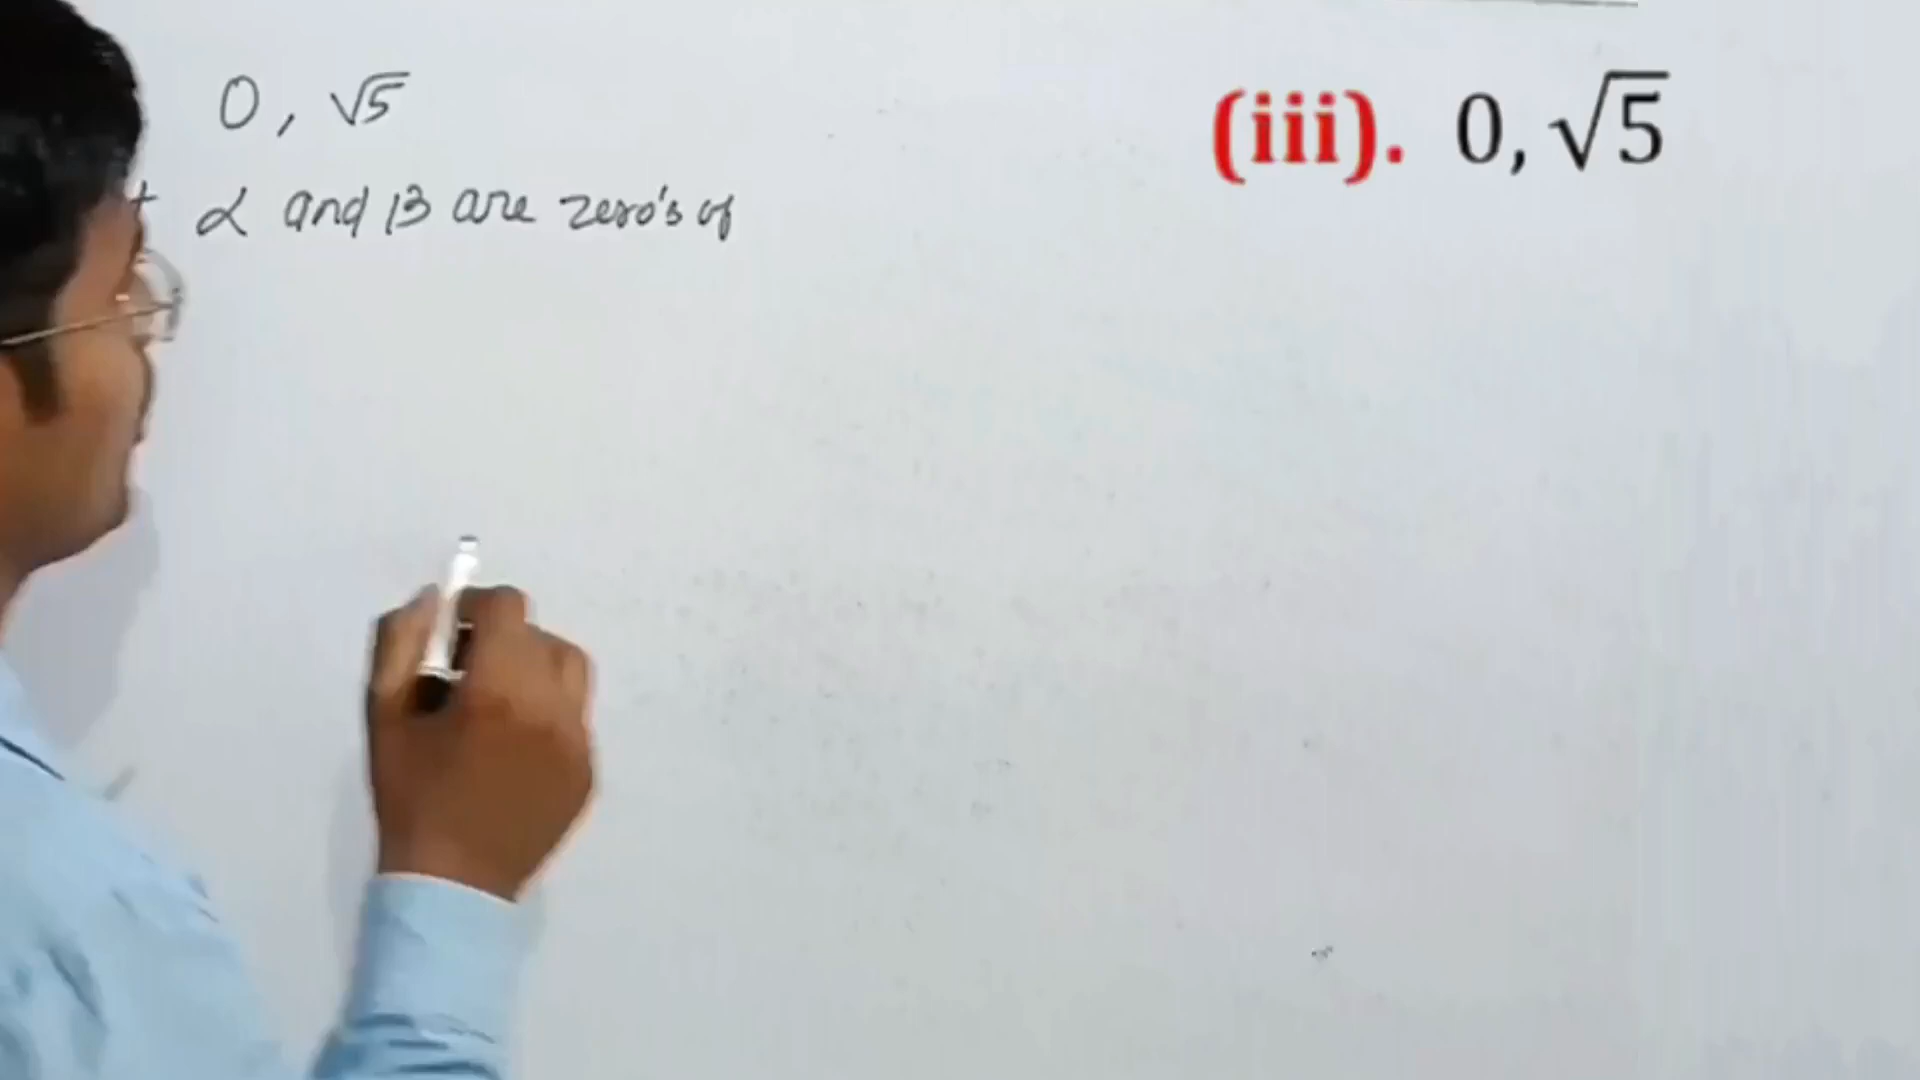 0, √5
(iii). 0, √5
α and β are zero's of